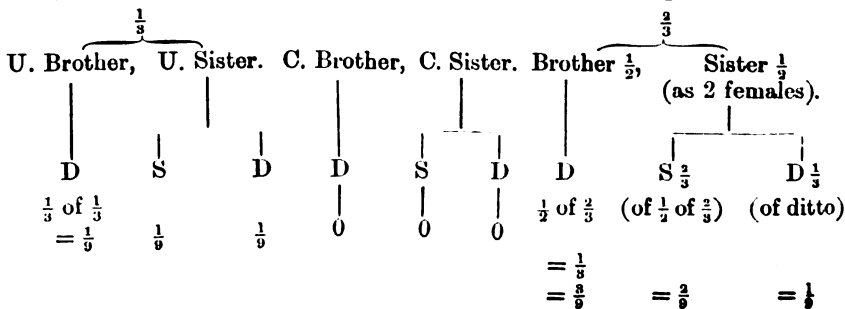 ⅓ ⅔
U. Brother, U. Sister. C. Brother, C. Sister. Brother ½, Sister ½
(as 2 females).
D S D D S D D S ⅔ D ⅓
⅓ of ⅓ ½ of ⅔ (of ½ of ⅔) (of ditto)
= 1/9 1/9 1/9 0 0 0
= ⅓
= 3/9 = 2/9 = 1/9